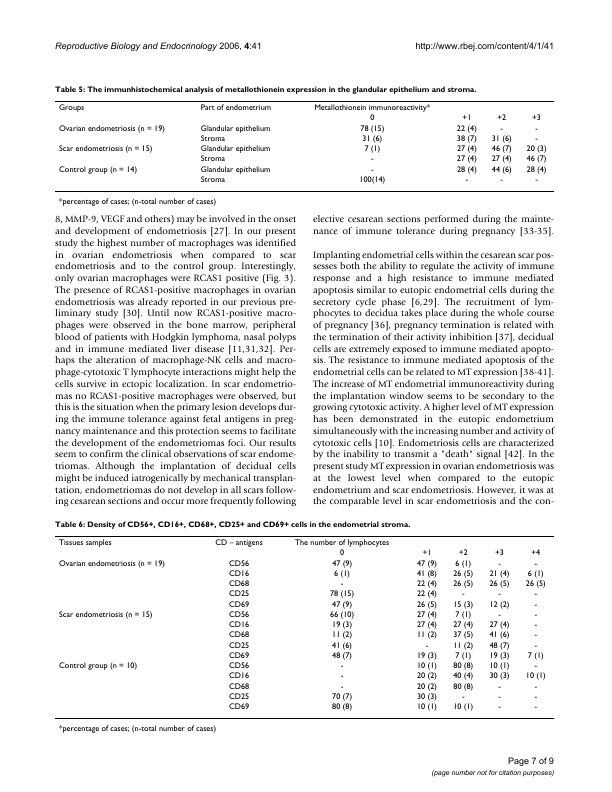 Reproductive Biology and Endocrinology 2006, 4:41 http://www.rbej.com/content/4/1/41
Table 5: The immunhistochemical analysis of metallothionein expression in the glandular epithelium and stroma.
Groups Part of endometrium Metallothionein immunoreactivity*
0 +1 +2 +3
Ovarian endometriosis (n = 19) Glandular epithelium 78 (15) 22 (4) - -
Stroma 31 (6) 38 (7) 31 (6) -
Scar endometriosis (n = 15) Glandular epithelium 7 (1) 27 (4) 46 (7) 20 (3)
Stroma - 27 (4) 27 (4) 46 (7)
Control group (n = 14) Glandular epithelium - 28 (4) 44 (6) 28 (4)
Stroma 100(14) - - -
*percentage of cases; (n-total number of cases)
8, MMP-9, VEGF and others) may be involved in the onset
and development of endometriosis [27]. In our present
study the highest number of macrophages was identified
in ovarian endometriosis when compared to scar
endometriosis and to the control group. Interestingly,
only ovarian macrophages were RCAS1 positive (Fig. 3).
The presence of RCAS1-positive macrophages in ovarian
endometriosis was already reported in our previous pre-
liminary study [30]. Until now RCAS1-positive macro-
phages were observed in the bone marrow, peripheral
blood of patients with Hodgkin lymphoma, nasal polyps
and in immune mediated liver disease [11,31,32]. Per-
haps the alteration of macrophage-NK cells and macro-
phage-cytotoxic T lymphocyte interactions might help the
cells survive in ectopic localization. In scar endometrio-
mas no RCAS1-positive macrophages were observed, but
this is the situation when the primary lesion develops dur-
ing the immune tolerance against fetal antigens in preg-
nancy maintenance and this protection seems to facilitate
the development of the endometriomas foci. Our results
seem to confirm the clinical observations of scar endome-
triomas. Although the implantation of decidual cells
might be induced iatrogenically by mechanical transplan-
tation, endometriomas do not develop in all scars follow-
ing cesarean sections and occur more frequently following
elective cesarean sections performed during the mainte-
nance of immune tolerance during pregnancy [33-35].
Implanting endometrial cells within the cesarean scar pos-
sesses both the ability to regulate the activity of immune
response and a high resistance to immune mediated
apoptosis similar to eutopic endometrial cells during the
secretory cycle phase [6,29]. The recruitment of lym-
phocytes to decidua takes place during the whole course
of pregnancy [36], pregnancy termination is related with
the termination of their activity inhibition [37], decidual
cells are extremely exposed to immune mediated apopto-
sis. The resistance to immune mediated apoptosis of the
endometrial cells can be related to MT expression [38-41].
The increase of MT endometrial immunoreactivity during
the implantation window seems to be secondary to the
growing cytotoxic activity. A higher level of MT expression
has been demonstrated in the eutopic endometrium
simultaneously with the increasing number and activity of
cytotoxic cells [10]. Endometriosis cells are characterized
by the inability to transmit a "death" signal [42]. In the
present study MT expression in ovarian endometriosis was
at the lowest level when compared to the eutopic
endometrium and scar endometriosis. However, it was at
the comparable level in scar endometriosis and the con-
Table 6: Density of CD56+, CD16+, CD68+, CD25+ and CD69+ cells in the endometrial stroma.
Tissues samples CD – antigens The number of lymphocytes
0 +1 +2 +3 +4
Ovarian endometriosis (n = 19) CD56 47 (9) 47 (9) 6 (1) - -
CD16 6 (1) 41 (8) 26 (5) 21 (4) 6 (1)
CD68 - 22 (4) 26 (5) 26 (5) 26 (5)
CD25 78 (15) 22 (4) - - -
CD69 47 (9) 26 (5) 15 (3) 12 (2) -
Scar endometriosis (n = 15) CD56 66 (10) 27 (4) 7 (1) - -
CD16 19 (3) 27 (4) 27 (4) 27 (4) -
CD68 11 (2) 11 (2) 37 (5) 41 (6) -
CD25 41 (6) - 11 (2) 48 (7) -
CD69 48 (7) 19 (3) 7 (1) 19 (3) 7 (1)
Control group (n = 10) CD56 - 10 (1) 80 (8) 10 (1) -
CD16 - 20 (2) 40 (4) 30 (3) 10 (1)
CD68 - 20 (2) 80 (8) - -
CD25 70 (7) 30 (3) - - -
CD69 80 (8) 10 (1) 10 (1) - -
*percentage of cases; (n-total number of cases)
Page 7 of 9
(page number not for citation purposes)